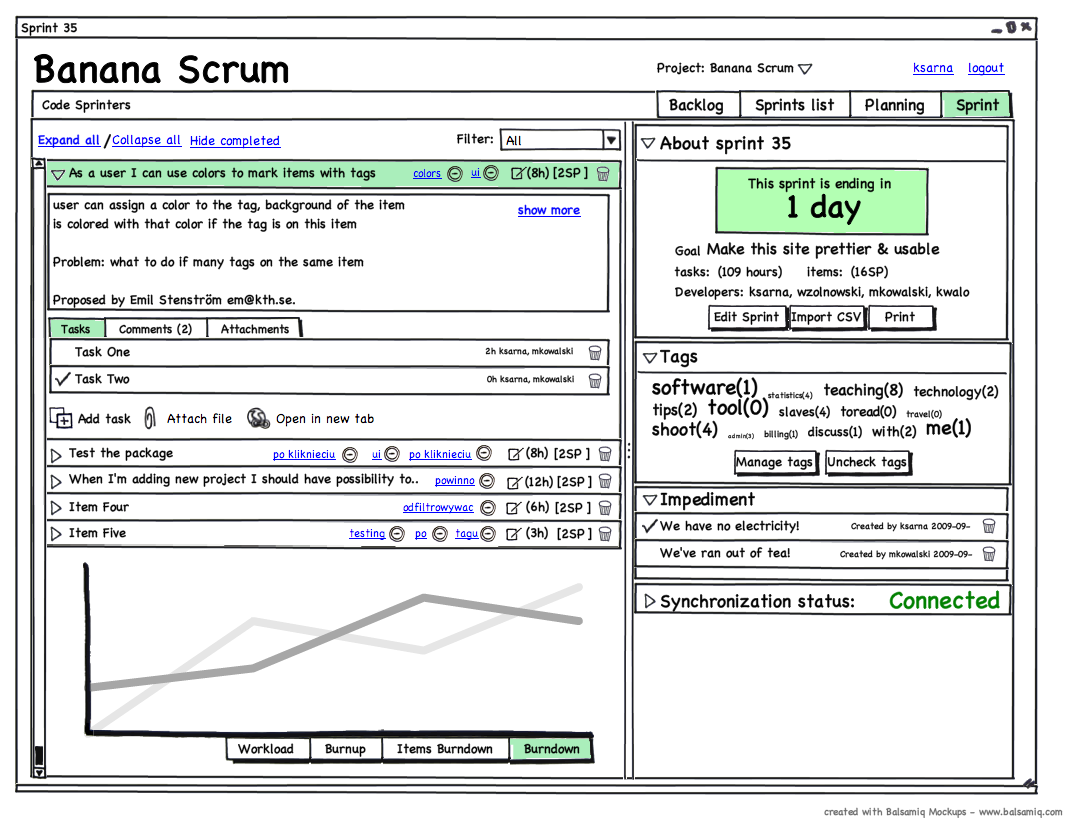 Sprint 35
Banana Scrum
Project: Banana Scrum
ksarna logout
Code Sprinters
Backlog Sprints list Planning Sprint
Expand all / Collapse all Hide completed
Filter: All
As a user I can use colors to mark items with tags colors ui (8h) [2SP ]
user can assign a color to the tag, background of the item
is colored with that color if the tag is on this item
show more
Problem: what to do if many tags on the same item
Proposed by Emil Stenström em@kth.se.
Tasks Comments (2) Attachments
Task One 2h ksarna, mkowalski
Task Two 0h ksarna, mkowalski
Add task Attach file Open in new tab
Test the package po kliknieciu ui po kliknieciu (8h) [2SP ]
When I'm adding new project I should have possibility to.. powinno (12h) [2SP ]
Item Four odfiltrowywac (6h) [2SP ]
Item Five testing po tagu (3h) [2SP ]
Workload Burnup Items Burndown Burndown
About sprint 35
This sprint is ending in
1 day
Goal Make this site prettier & usable
tasks: (109 hours) items: (16SP)
Developers: ksarna, wzolnowski, mkowalski, kwalo
Edit Sprint Import CSV Print
Tags
software(1) statistics(4) teaching(8) technology(2)
tips(2) tool(0) slaves(4) toread(0) travel(0)
shoot(4) admin(3) billing(1) discuss(1) with(2) me(1)
Manage tags Uncheck tags
Impediment
We have no electricity! Created by ksarna 2009-09-
We've ran out of tea! Created by mkowalski 2009-09-
Synchronization status: Connected
created with Balsamiq Mockups - www.balsamiq.com